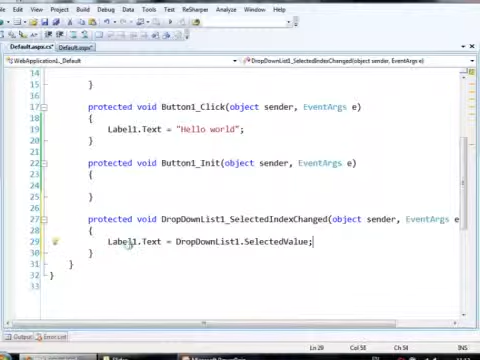 Edit View Project Build Debug Data Tools Test ReSharper Analyze Window Help
Default.aspx.cs* Default.aspx*
WebApplication1._Default DropDownList1_SelectedIndexChanged(object sender, EventArgs e)
14
15 }
16
17 protected void Button1_Click(object sender, EventArgs e)
18 {
19 Label1.Text = "Hello world";
20 }
21
22 protected void Button1_Init(object sender, EventArgs e)
23 {
24
25 }
26
27 protected void DropDownList1_SelectedIndexChanged(object sender, EventArgs e
28 {
29 Label1.Text = DropDownList1.SelectedValue;
30 }
31 }
32 }
33
Output Error List
Ln 29 Col 58 Ch 54